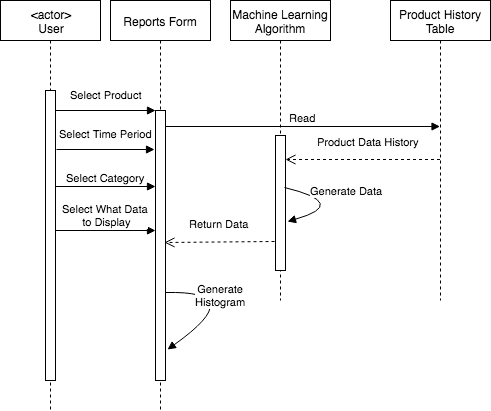 <actor>
User
Reports Form
Machine Learning
Algorithm
Product History
Table
Select Product
Read
Select Time Period
Product Data History
Select Category
Generate Data
Select What Data
to Display
Return Data
Generate
Histogram